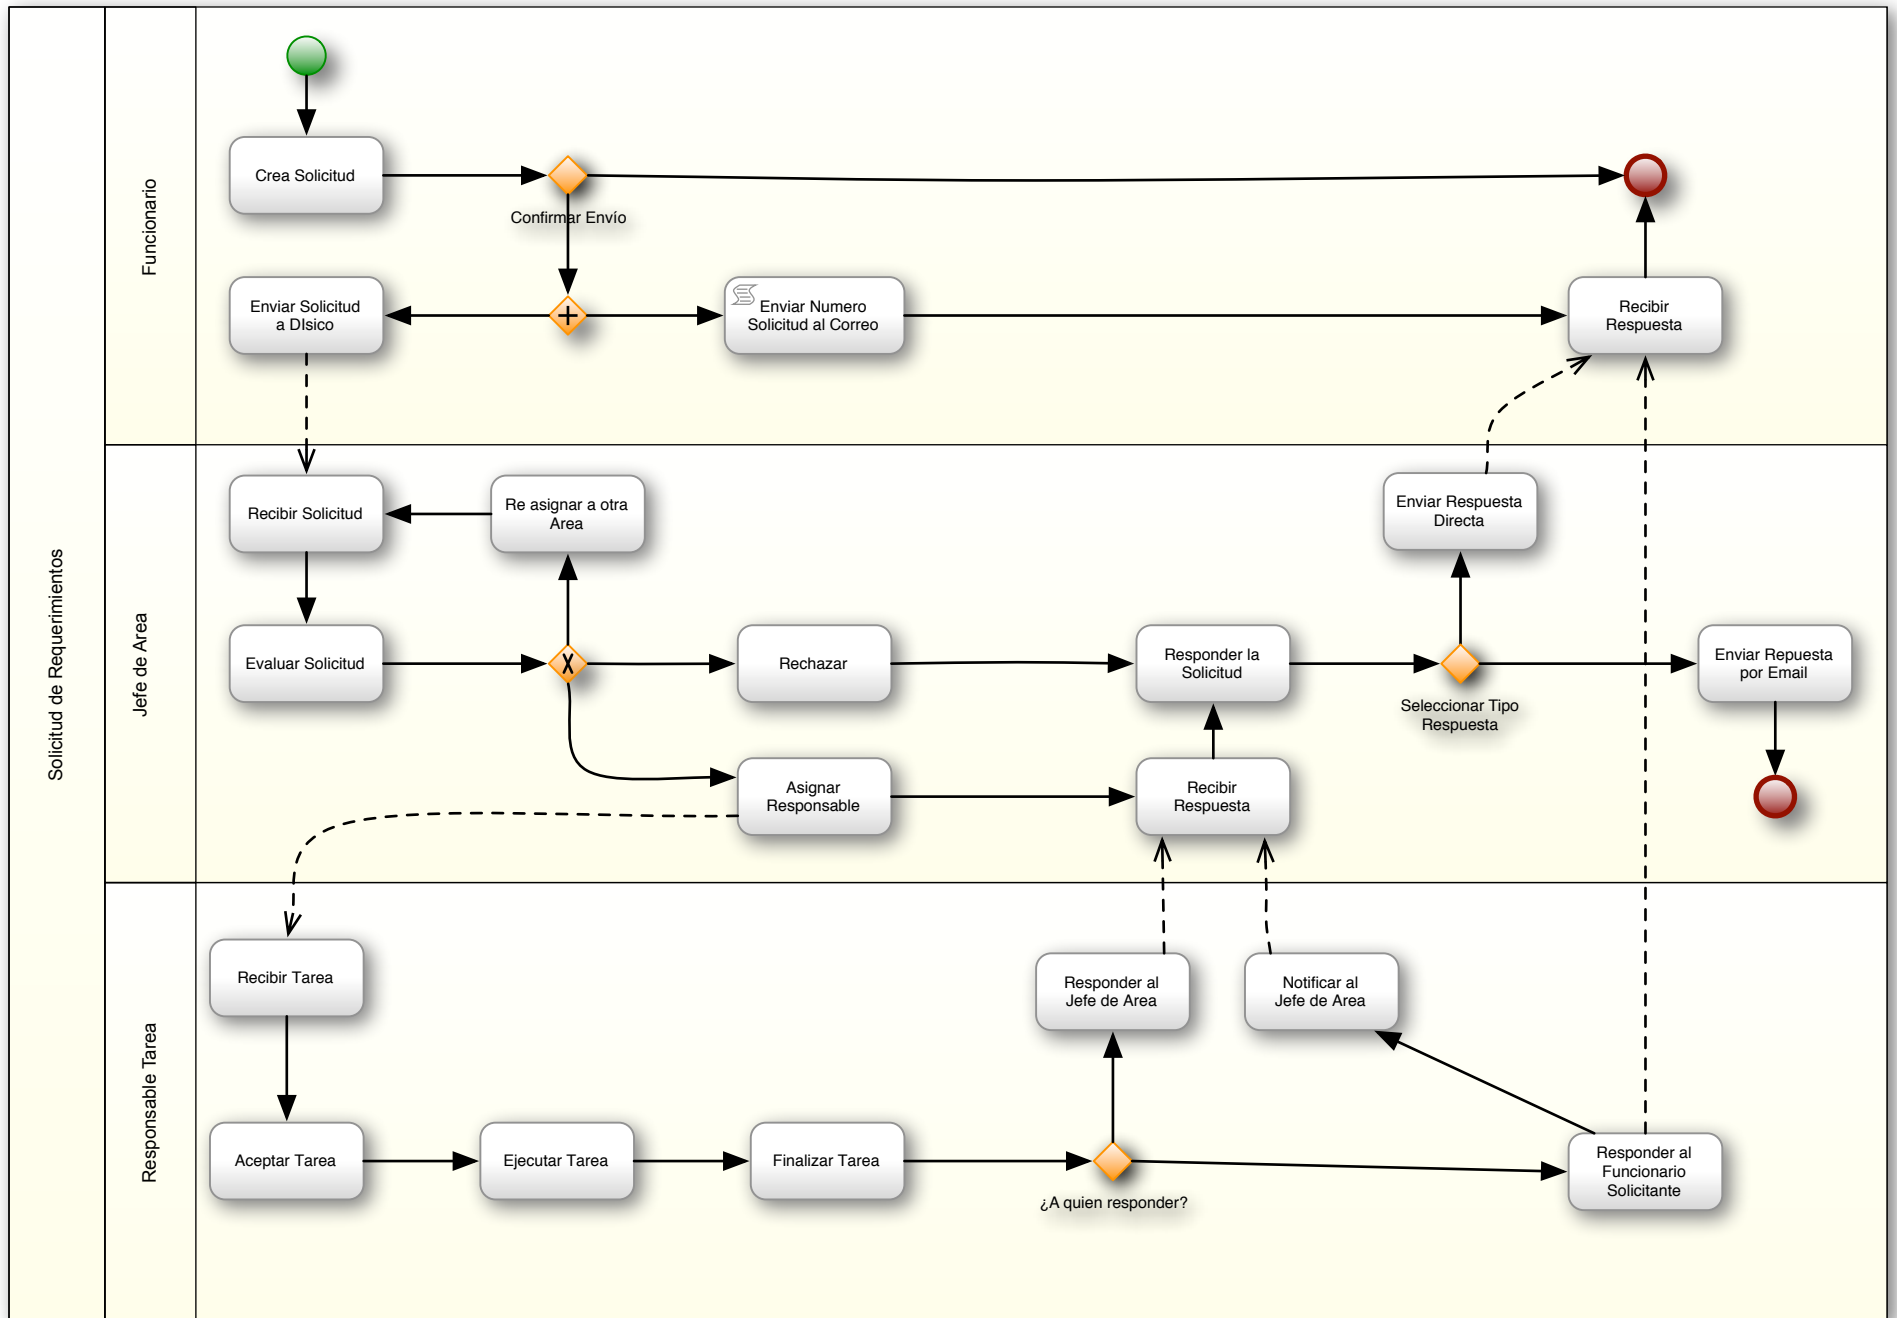 Solicitud de Requerimientos
Funcionario
Crea Solicitud
Confirmar Envío
Enviar Solicitud
a DIsico
Enviar Numero
Solicitud al Correo
Recibir
Respuesta
Jefe de Area
Recibir Solicitud
Re asignar a otra
Area
Enviar Respuesta
Directa
Evaluar Solicitud
Rechazar
Responder la
Solicitud
Seleccionar Tipo
Respuesta
Enviar Repuesta
por Email
Asignar
Responsable
Recibir
Respuesta
Responsable Tarea
Recibir Tarea
Responder al
Jefe de Area
Notificar al
Jefe de Area
Aceptar Tarea
Ejecutar Tarea
Finalizar Tarea
¿A quien responder?
Responder al
Funcionario
Solicitante